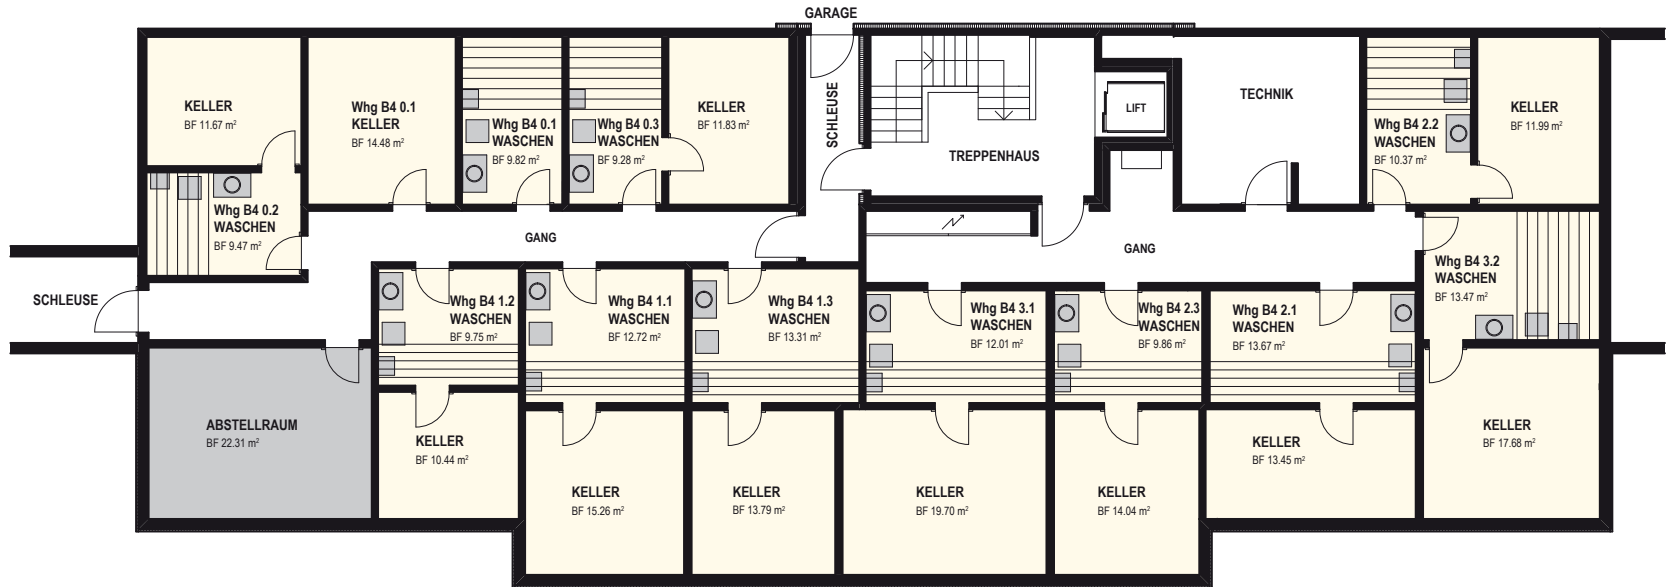 GARAGE
KELLER
BF 11.67 m²
Whg B4 0.1
KELLER
BF 14.48 m²
Whg B4 0.1
WASCHEN
BF 9.82 m²
Whg B4 0.3
WASCHEN
BF 9.28 m²
KELLER
BF 11.83 m²
SCHLEUSE
TREPPENHAUS
LIFT
TECHNIK
Whg B4 2.2
WASCHEN
BF 10.37 m²
KELLER
BF 11.99 m²
Whg B4 0.2
WASCHEN
BF 9.47 m²
GANG
GANG
Whg B4 3.2
WASCHEN
BF 13.47 m²
SCHLEUSE
Whg B4 1.2
WASCHEN
BF 9.75 m²
Whg B4 1.1
WASCHEN
BF 12.72 m²
Whg B4 1.3
WASCHEN
BF 13.31 m²
Whg B4 3.1
WASCHEN
BF 12.01 m²
Whg B4 2.3
WASCHEN
BF 9.86 m²
Whg B4 2.1
WASCHEN
BF 13.67 m²
ABSTELLRAUM
BF 22.31 m²
KELLER
BF 10.44 m²
KELLER
BF 15.26 m²
KELLER
BF 13.79 m²
KELLER
BF 19.70 m²
KELLER
BF 14.04 m²
KELLER
BF 13.45 m²
KELLER
BF 17.68 m²